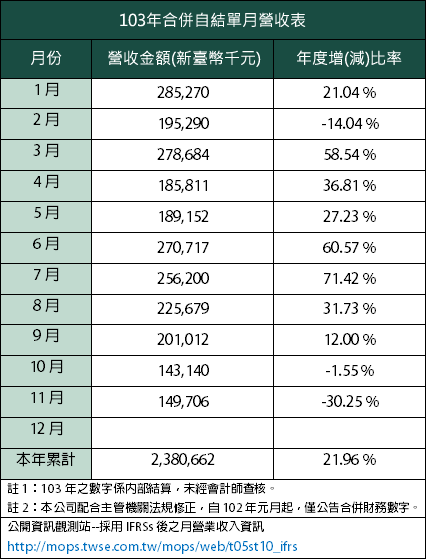 103年合併自結單月營收表
月份 營收金額(新臺幣千元) 年度增(減)比率
1月 285,270 21.04 %
2月 195,290 -14.04 %
3月 278,684 58.54 %
4月 185,811 36.81 %
5月 189,152 27.23 %
6月 270,717 60.57 %
7月 256,200 71.42 %
8月 225,679 31.73 %
9月 201,012 12.00 %
10月 143,140 -1.55 %
11月 149,706 -30.25 %
12月
本年累計 2,380,662 21.96 %
註1：103 年之數字係內部結算，未經會計師查核。
註2：本公司配合主管機關法規修正，自102年元月起，僅公告合併財務數字。
公開資訊觀測站--採用IFRSs後之月營業收入資訊
http://mops.twse.com.tw/mops/web/t05st10_ifrs